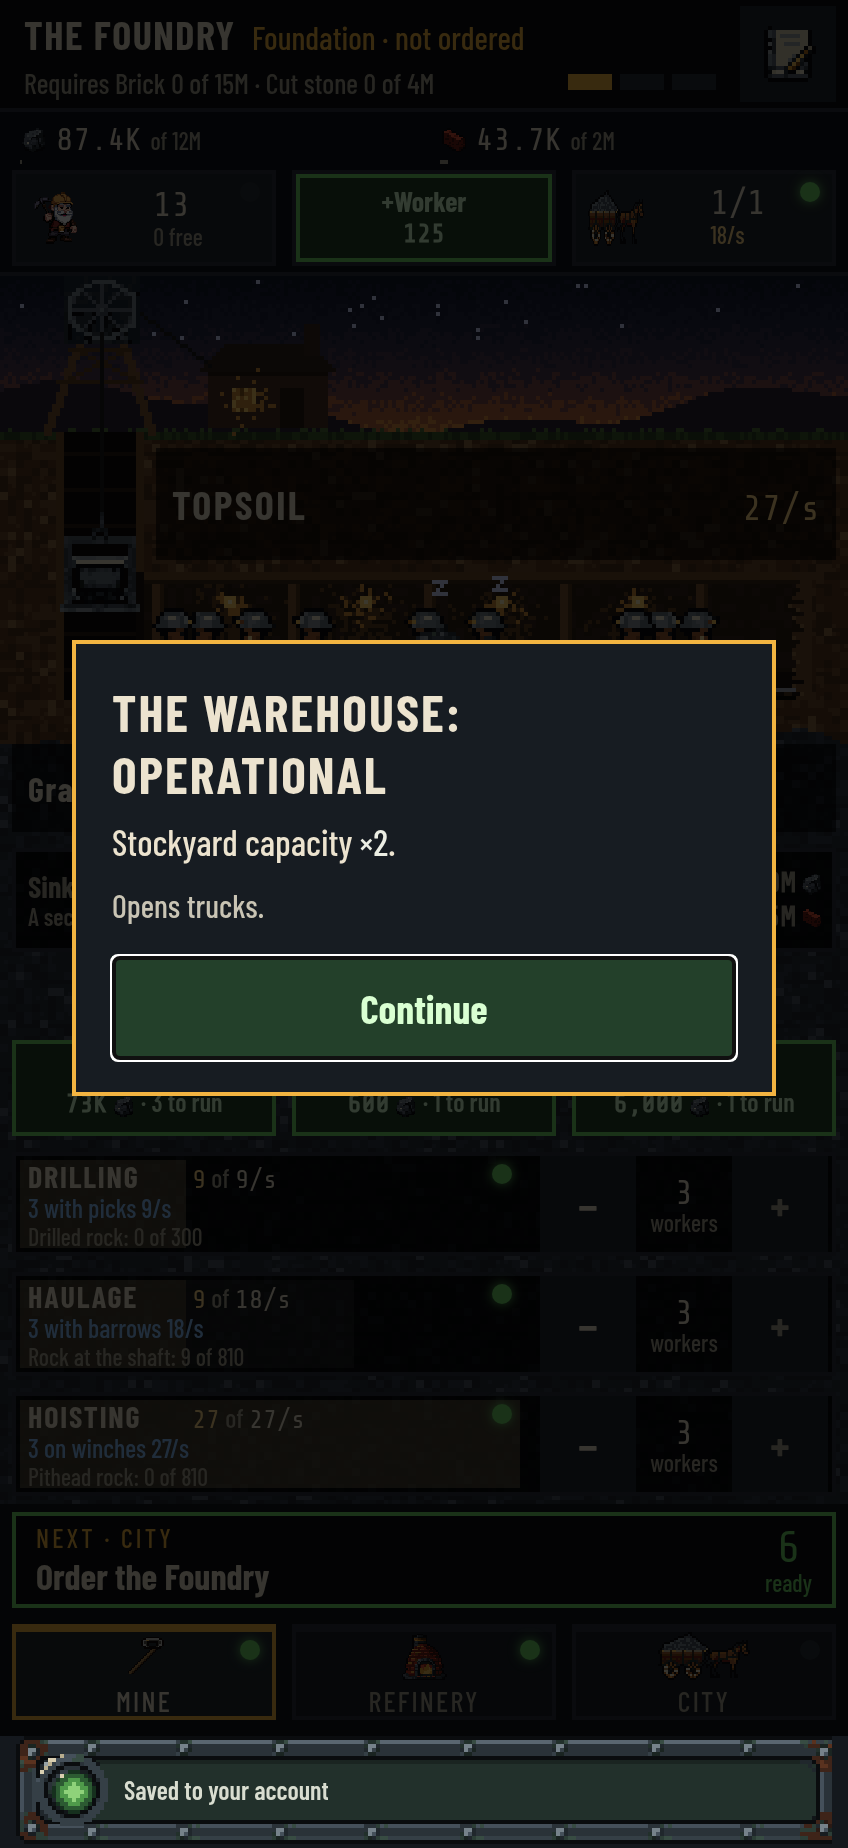 THE FOUNDRY Foundation · not ordered
Requires Brick 0 of 15M · Cut stone 0 of 4M
87.4K of 12M
43.7K of 2M
13
0 free
+Worker
125
1/1
18/s
TOPSOIL
27/s
z z
THE WAREHOUSE:
OPERATIONAL
Stockyard capacity ×2.
Opens trucks.
Continue
73K · 3 to run
600 · 1 to run
6,000 · 1 to run
DRILLING 9 of 9/s
3 with picks 9/s
Drilled rock: 0 of 300
−
3
workers
+
HAULAGE 9 of 18/s
3 with barrows 18/s
Rock at the shaft: 9 of 810
−
3
workers
+
HOISTING 27 of 27/s
3 on winches 27/s
Pithead rock: 0 of 810
−
3
workers
+
NEXT · CITY
Order the Foundry
6
ready
MINE
REFINERY
CITY
Saved to your account